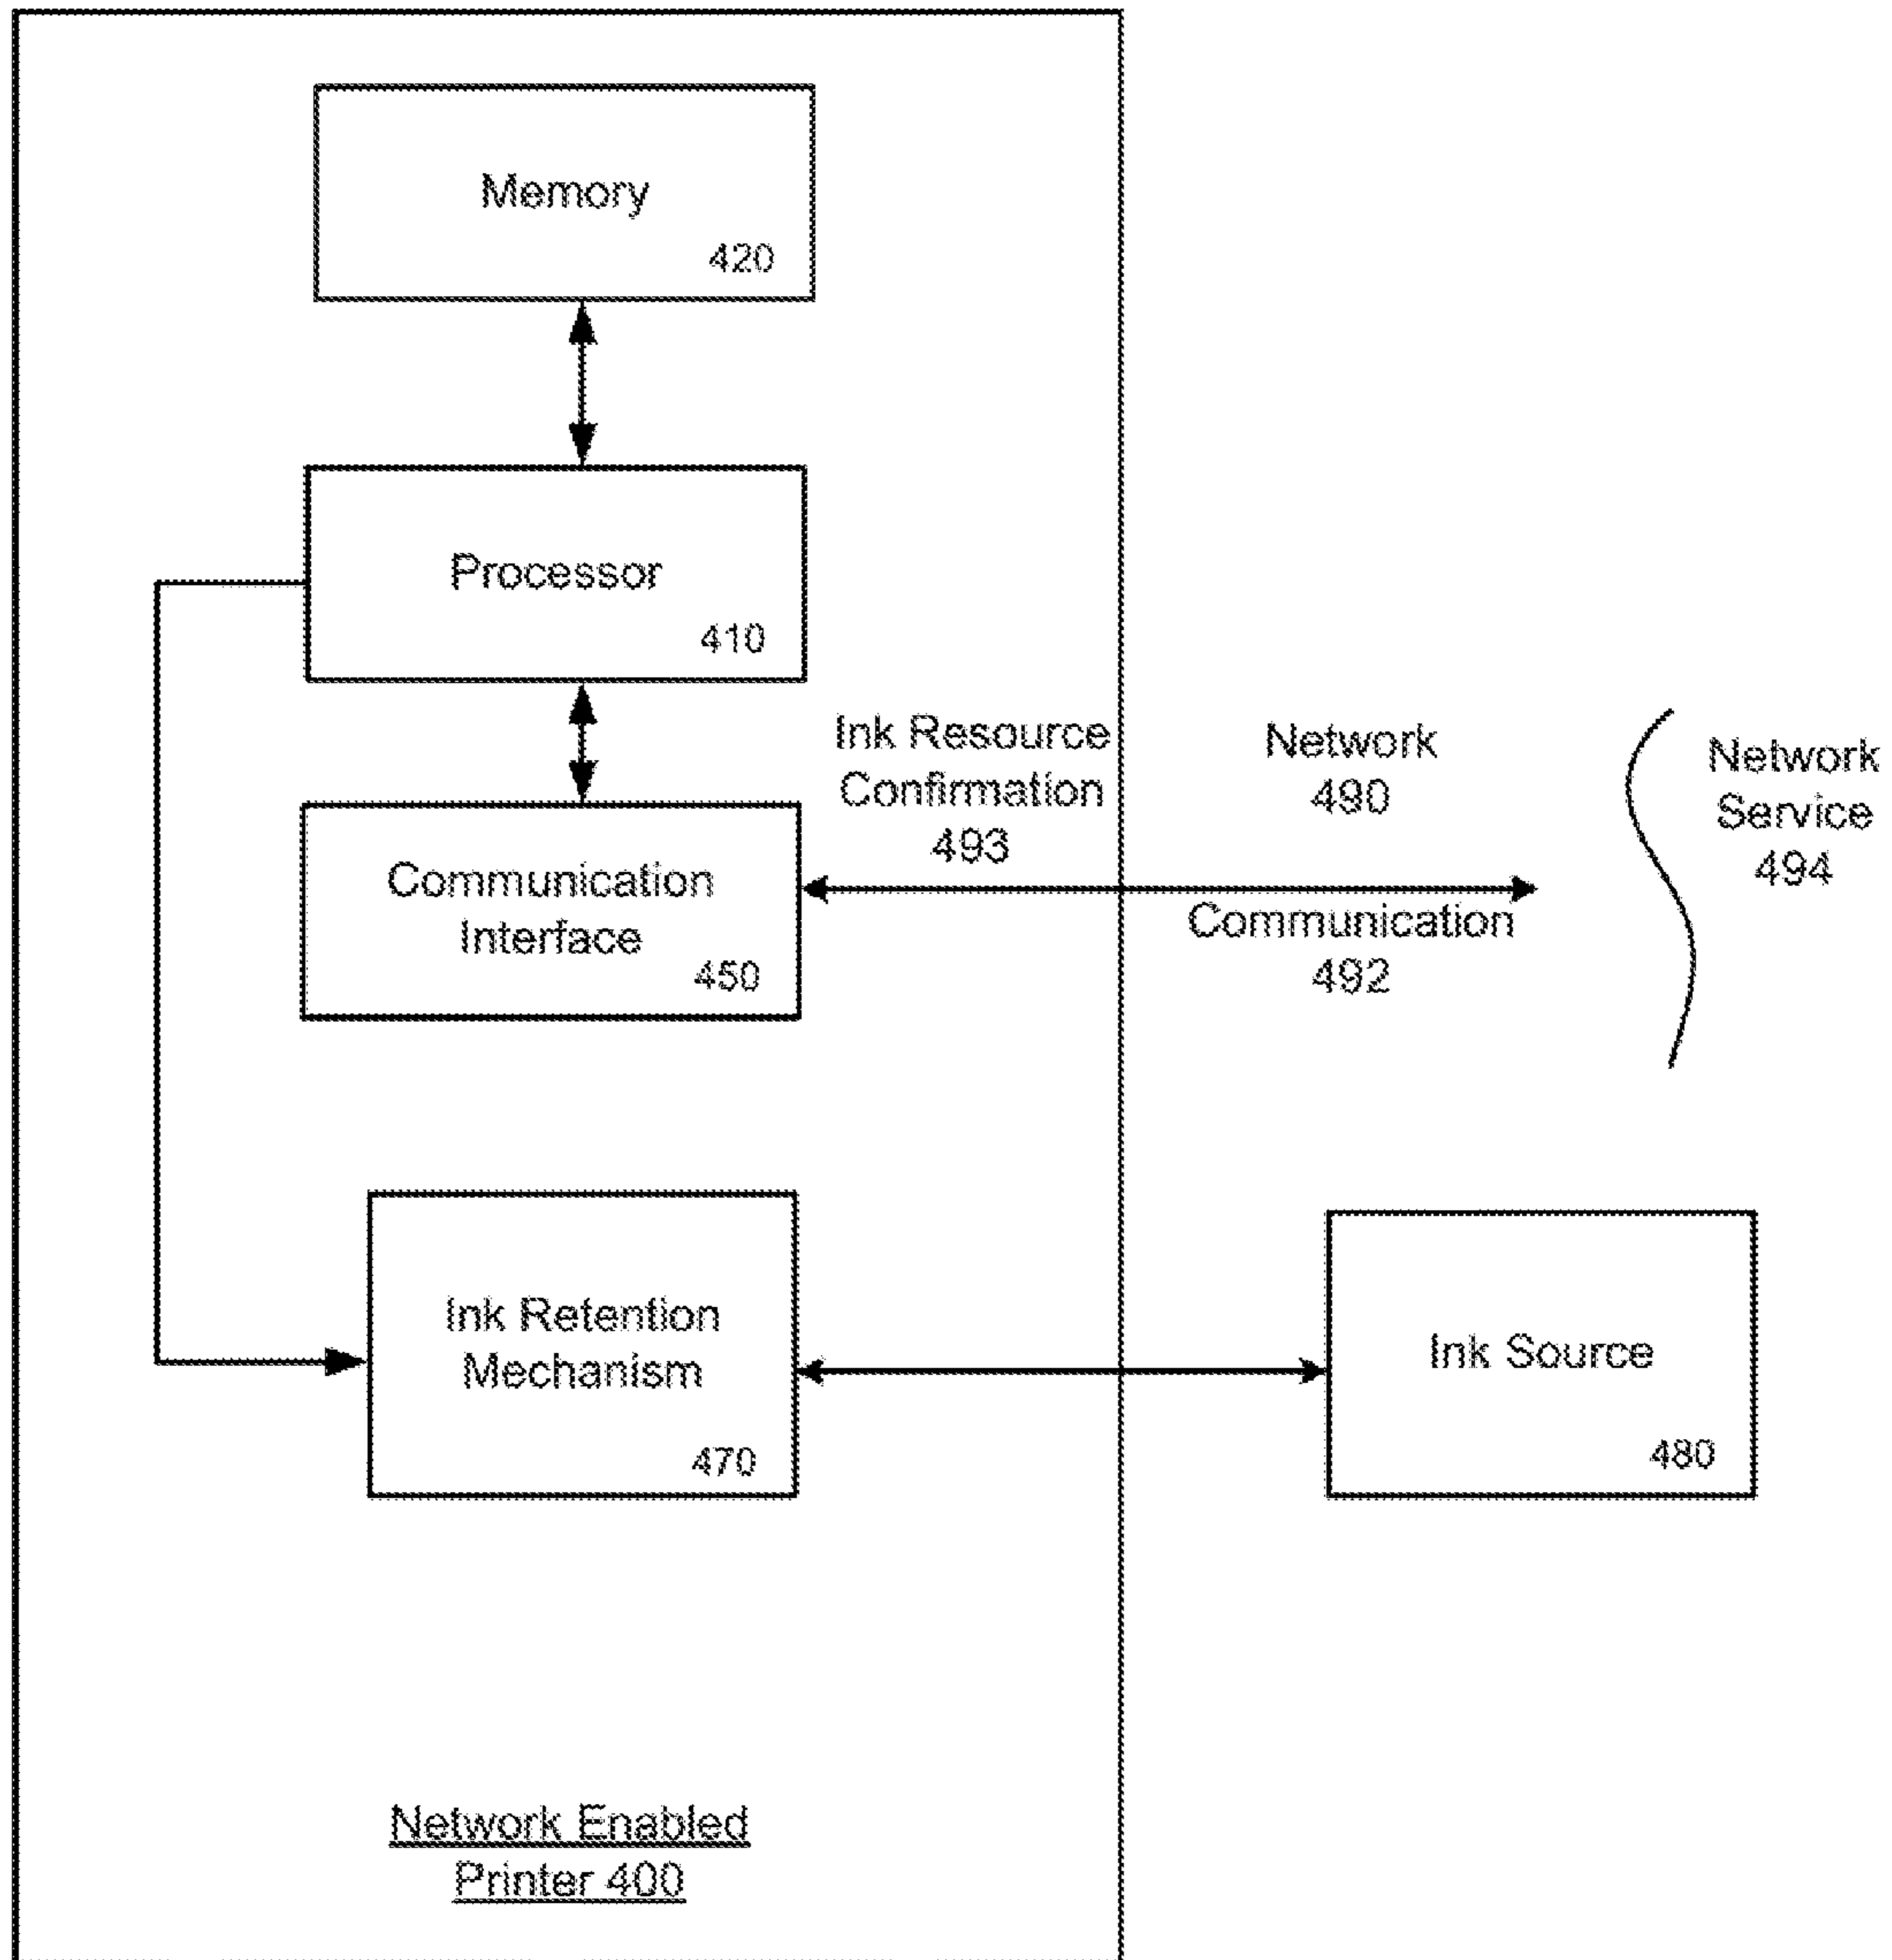 Memory
420
Processor
410
Ink Resource
Confirmation
493
Network
490
Network
Service
494
Communication
Interface
450
Communication
492
Ink Retention
Mechanism
470
Ink Source
480
Network Enabled
Printer 400